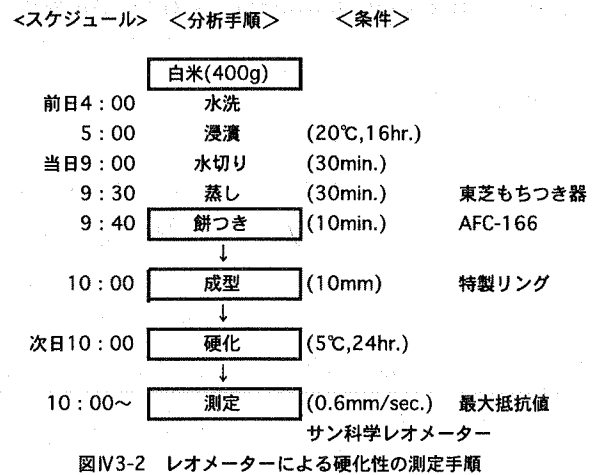 <スケジュール> <分析手順> <条件>
白米(400g)
前日4：00 水洗
5：00 浸漬 (20℃,16hr.)
当日9：00 水切り (30min.)
9：30 蒸し (30min.) 東芝もちつき器
9：40 餅つき (10min.) AFC-166
↓
10：00 成型 (10mm) 特製リング
↓
次日10：00 硬化 (5℃,24hr.)
↓
10：00～ 測定 (0.6mm/sec.) 最大抵抗値
サン科学レオメーター
図Ⅳ3-2 レオメーターによる硬化性の測定手順